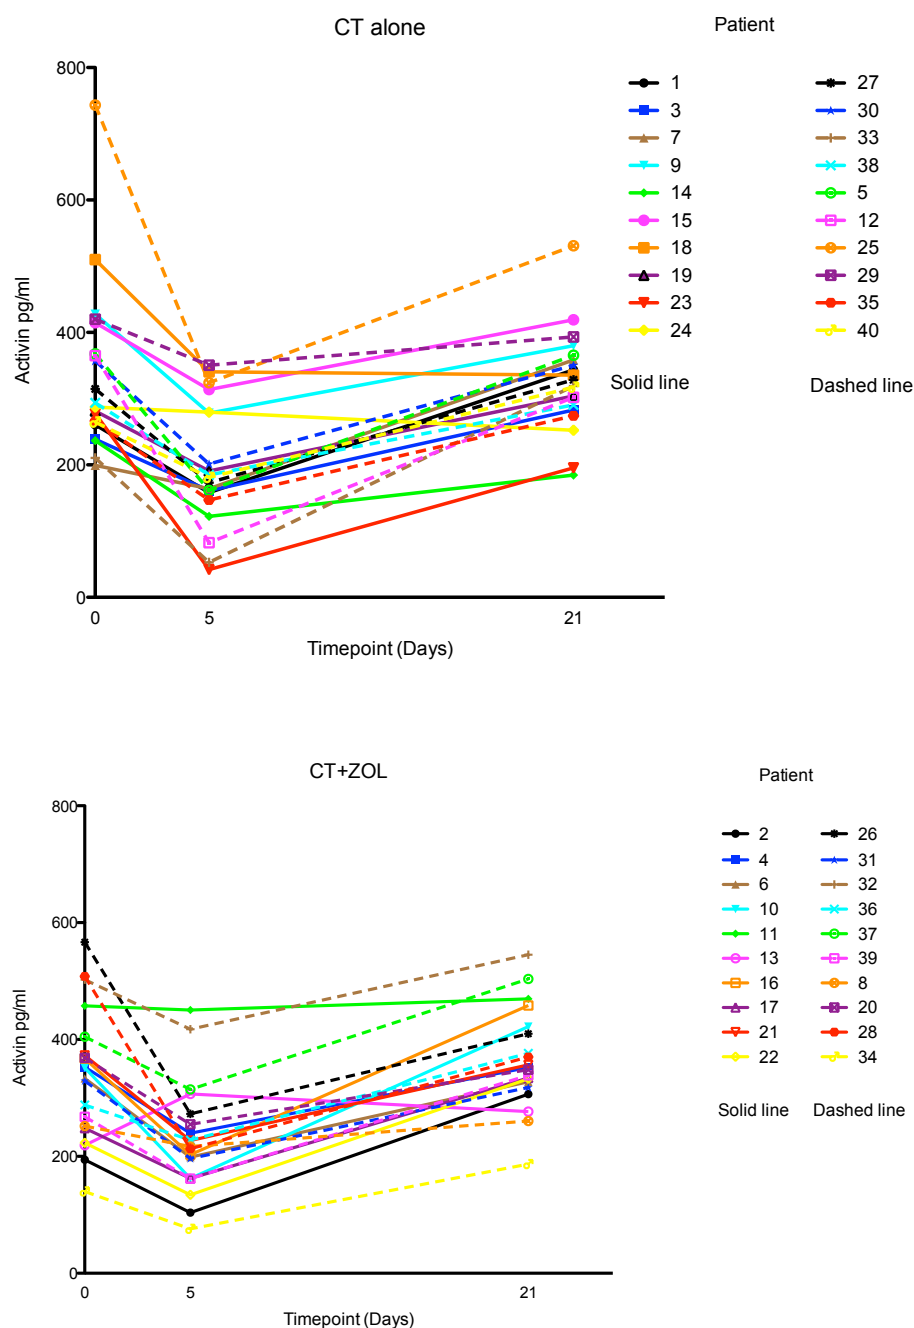 CT alone
Patient
800
600
400
200
0
Activin pg/ml
0 5 21
Timepoint (Days)
1 27
3 30
7 33
9 38
14 5
15 12
18 25
19 29
23 35
24 40
Solid line Dashed line
CT+ZOL
Patient
800
600
400
200
0
Activin pg/ml
0 5 21
Timepoint (Days)
2 26
4 31
6 32
10 36
11 37
13 39
16 8
17 20
21 28
22 34
Solid line Dashed line